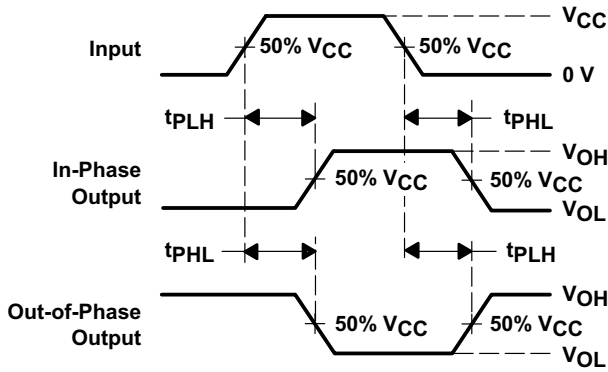 VCC
Input
50% VCC
50% VCC
0 V
tPLH
tPHL
VOH
In-Phase
Output
50% VCC
50% VCC
VOL
tPHL
tPLH
VOH
Out-of-Phase
Output
50% VCC
50% VCC
VOL